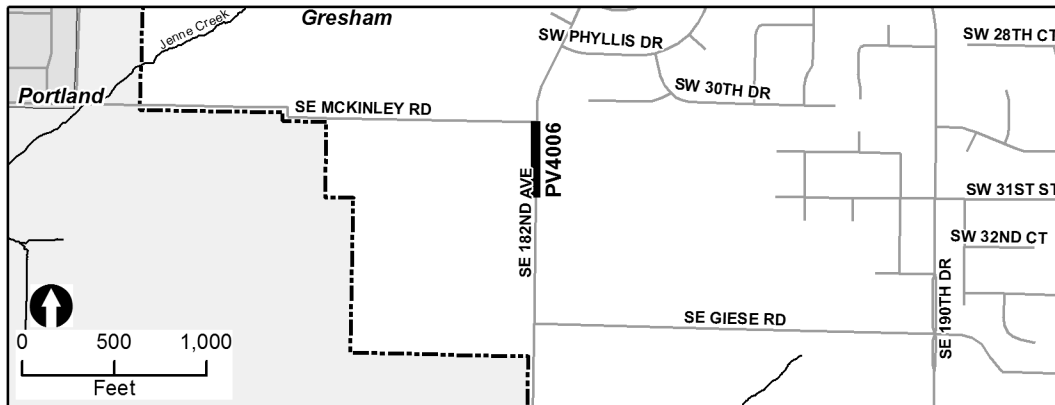 Gresham
Jenne Creek
SW PHYLLIS DR
SW 28TH CT
SW 30TH DR
Portland
SE MCKINLEY RD
PV4006
SE 182ND AVE
SW 31ST ST
SW 32ND CT
SE 190TH DR
SE GIESE RD
0 500 1,000
Feet